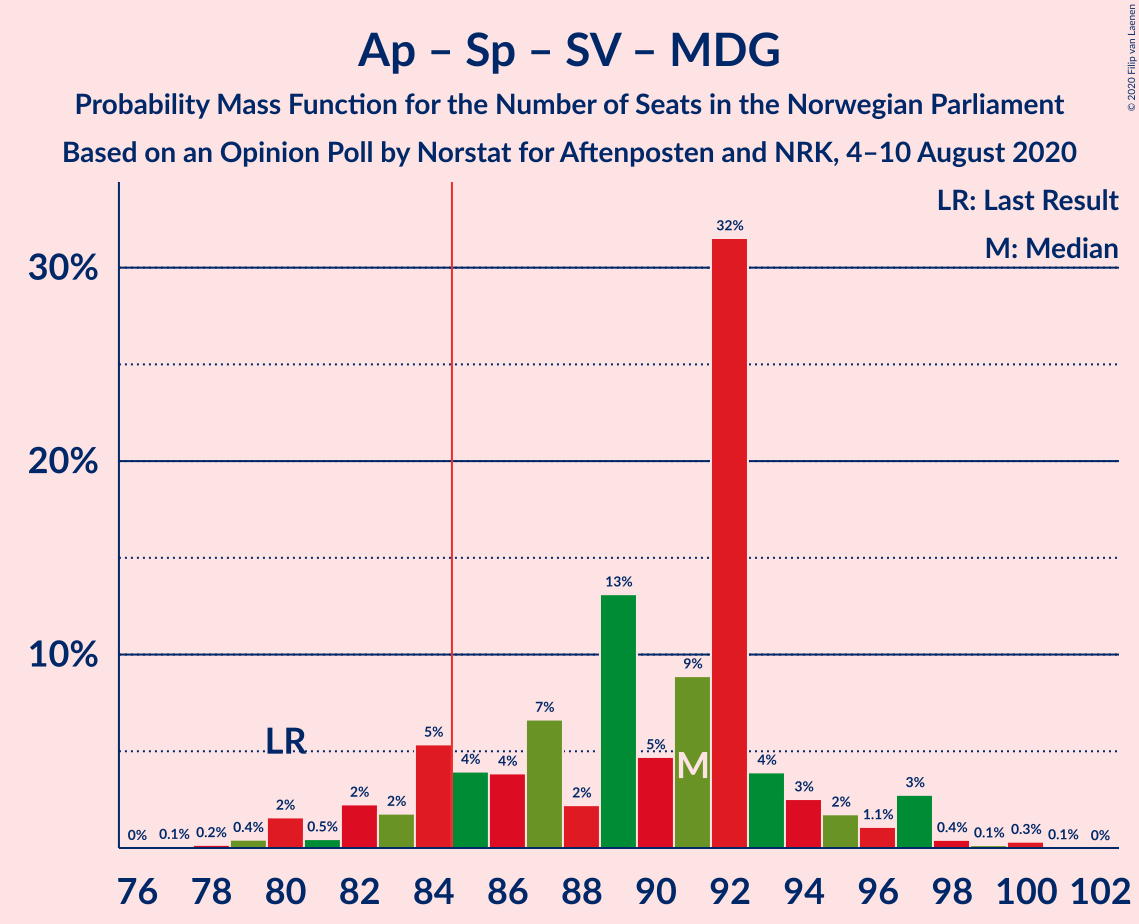 Ap – Sp – SV – MDG
Probability Mass Function for the Number of Seats in the Norwegian Parliament
Based on an Opinion Poll by Norstat for Aftenposten and NRK, 4–10 August 2020
© 2020 Filip van Laenen
LR: Last Result
M: Median
30%
20%
10%
LR
M
0% 0.1% 0.2% 0.4% 2% 0.5% 2% 2% 5% 4% 4% 7% 2% 13% 5% 9% 32% 4% 3% 2% 1.1% 3% 0.4% 0.1% 0.3% 0.1% 0%
76 78 80 82 84 86 88 90 92 94 96 98 100 102